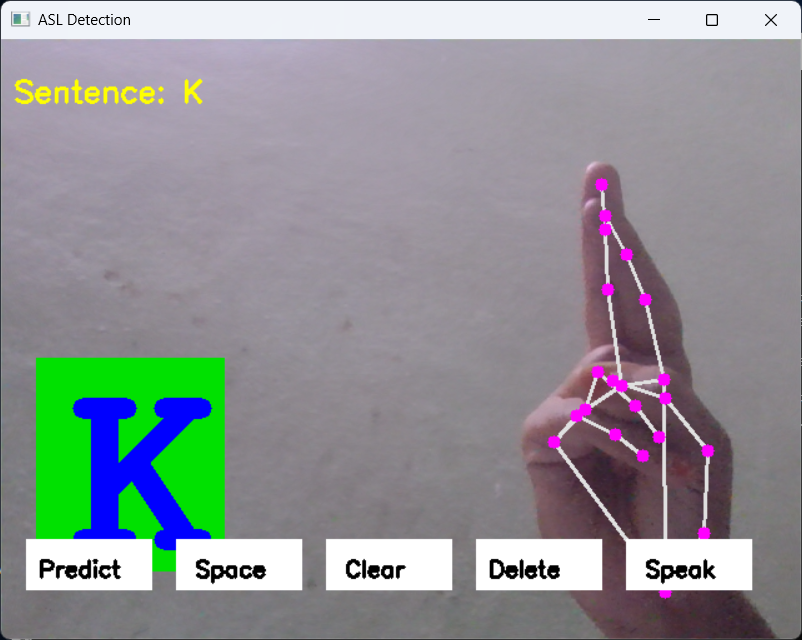 ASL Detection
Sentence: K
K
Predict Space Clear Delete Speak